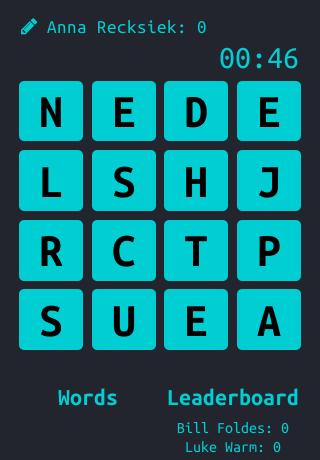 Anna Recksiek: 0
00:46
N E D E
L S H J
R C T P
S U E A
Words Leaderboard
Bill Foldes: 0
Luke Warm: 0